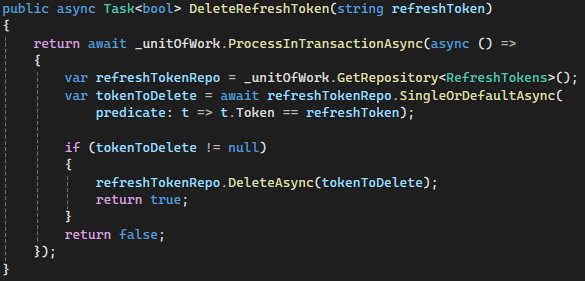 public async Task<bool> DeleteRefreshToken(string refreshToken)
{
    return await _unitOfWork.ProcessInTransactionAsync(async () =>
    {
        var refreshTokenRepo = _unitOfWork.GetRepository<RefreshTokens>();
        var tokenToDelete = await refreshTokenRepo.SingleOrDefaultAsync(
            predicate: t => t.Token == refreshToken);

        if (tokenToDelete != null)
        {
            refreshTokenRepo.DeleteAsync(tokenToDelete);
            return true;
        }
        return false;
    });
}